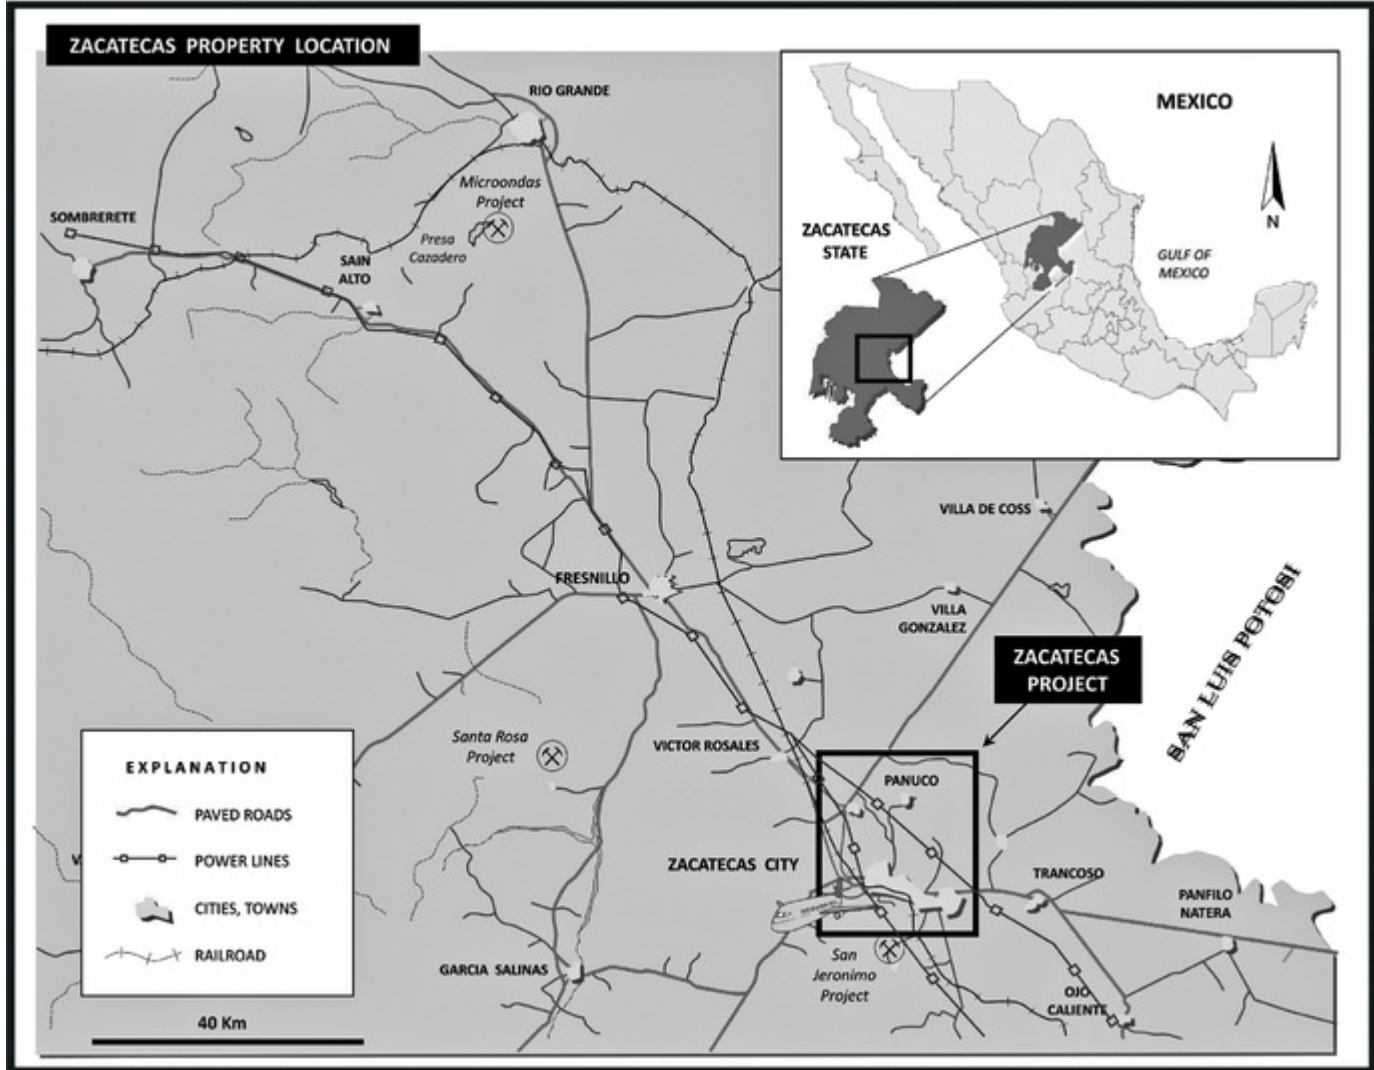 ZACATECAS PROPERTY LOCATION
RIO GRANDE
MEXICO
Microondas
Project
N
SOMBRERETE
Presa
Cazadero
ZACATECAS
STATE
GULF OF
MEXICO
SAIN
ALTO
VILLA DE COSS
FRESNILLO
VILLA
GONZALEZ
ZACATECAS
PROJECT
SAN LUIS POTOSI
Santa Rosa
Project
VICTOR ROSALES
PANUCO
EXPLANATION
PAVED ROADS
POWER LINES
CITIES, TOWNS
RAILROAD
V
ZACATECAS CITY
TRANCOSO
PANFILO
NATERA
GARCIA SALINAS
San
Jeronimo
Project
OJO
CALIENTE
40 Km